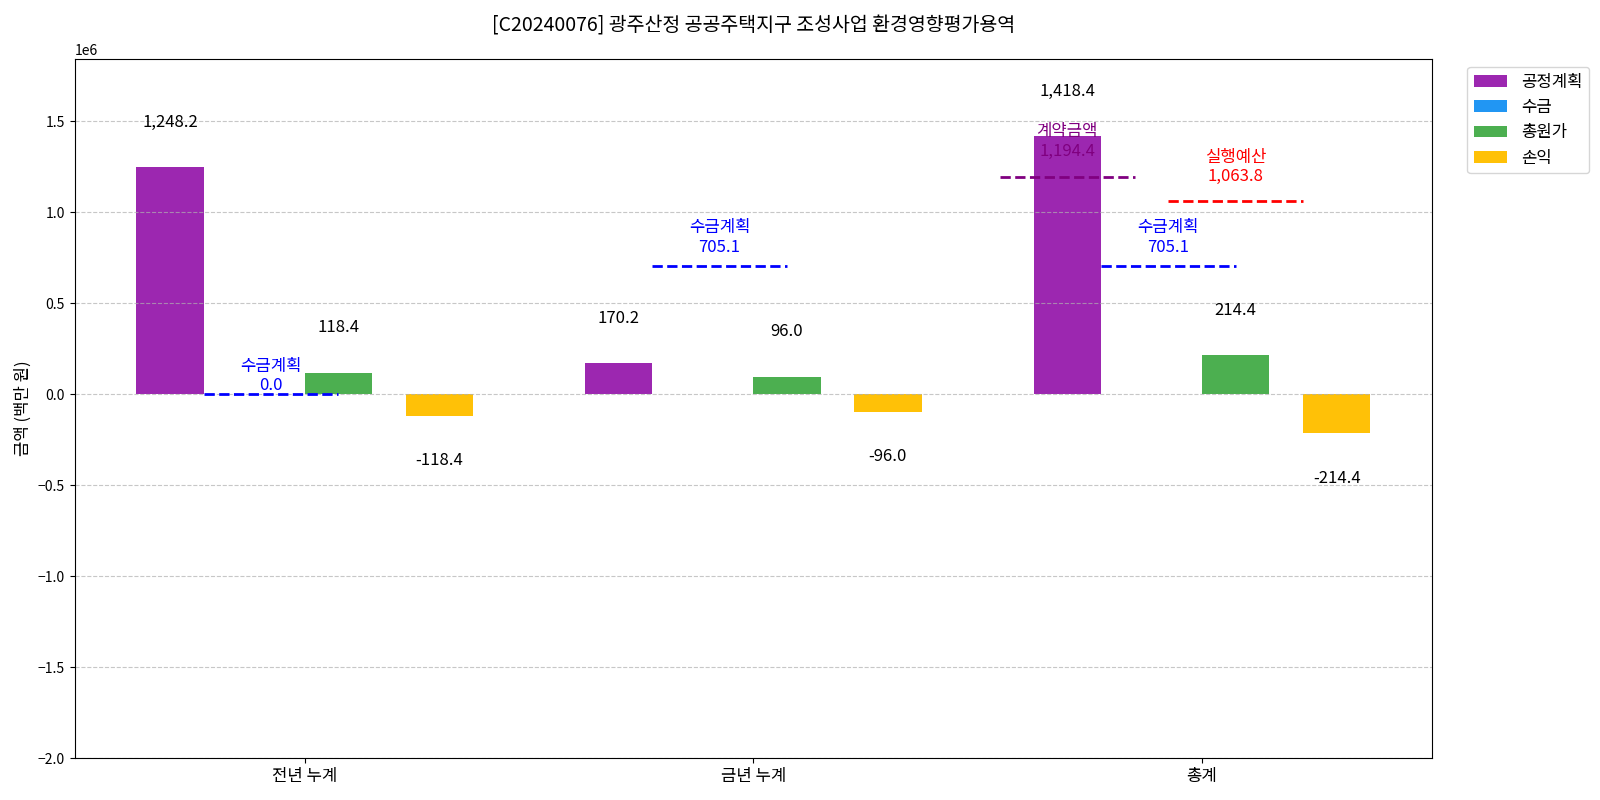 [C20240076] 광주산정 공공주택지구 조성사업 환경영향평가용역
1e6
공정계획
수금
총원가
손익
금액 (백만 원)
1.5
1.0
0.5
0.0
−0.5
−1.0
−1.5
−2.0
1,248.2
수금계획
0.0
118.4
-118.4
170.2
수금계획
705.1
96.0
-96.0
1,418.4
계약금액
1,194.4
실행예산
1,063.8
수금계획
705.1
214.4
-214.4
전년 누계
금년 누계
총계